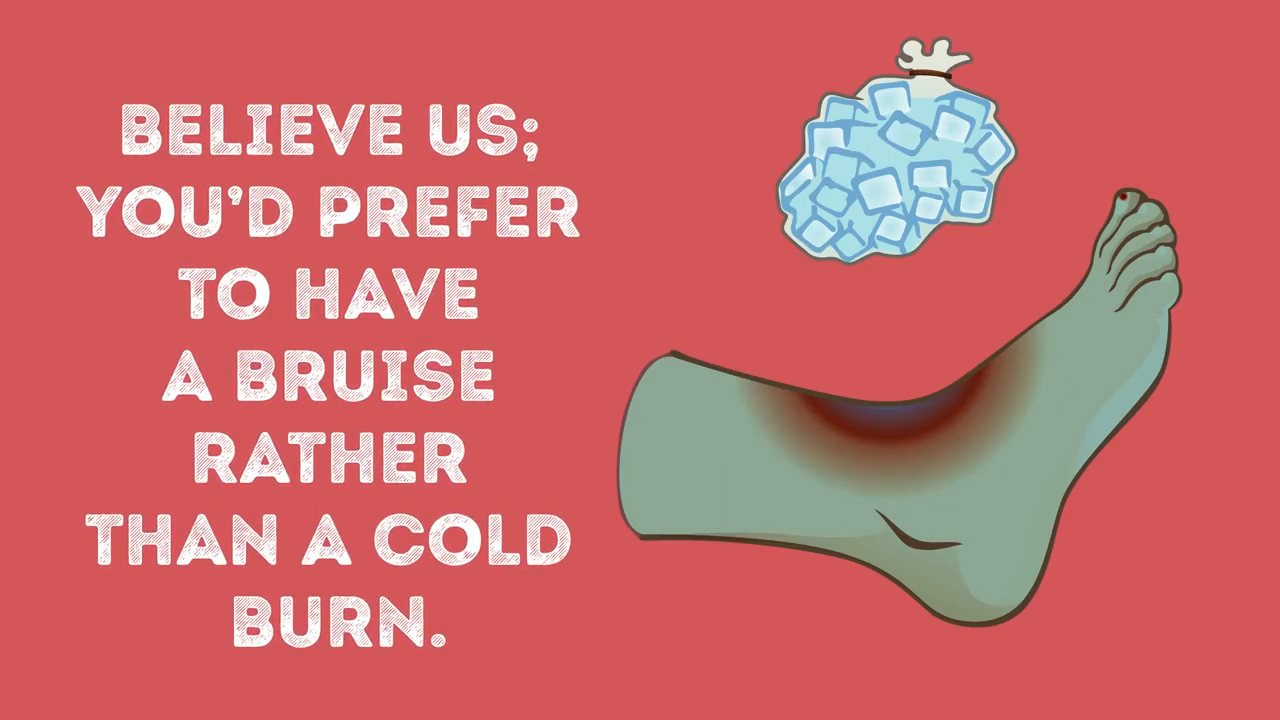 BELIEVE US;
YOU'D PREFER
TO HAVE
A BRUISE
RATHER
THAN A COLD
BURN.